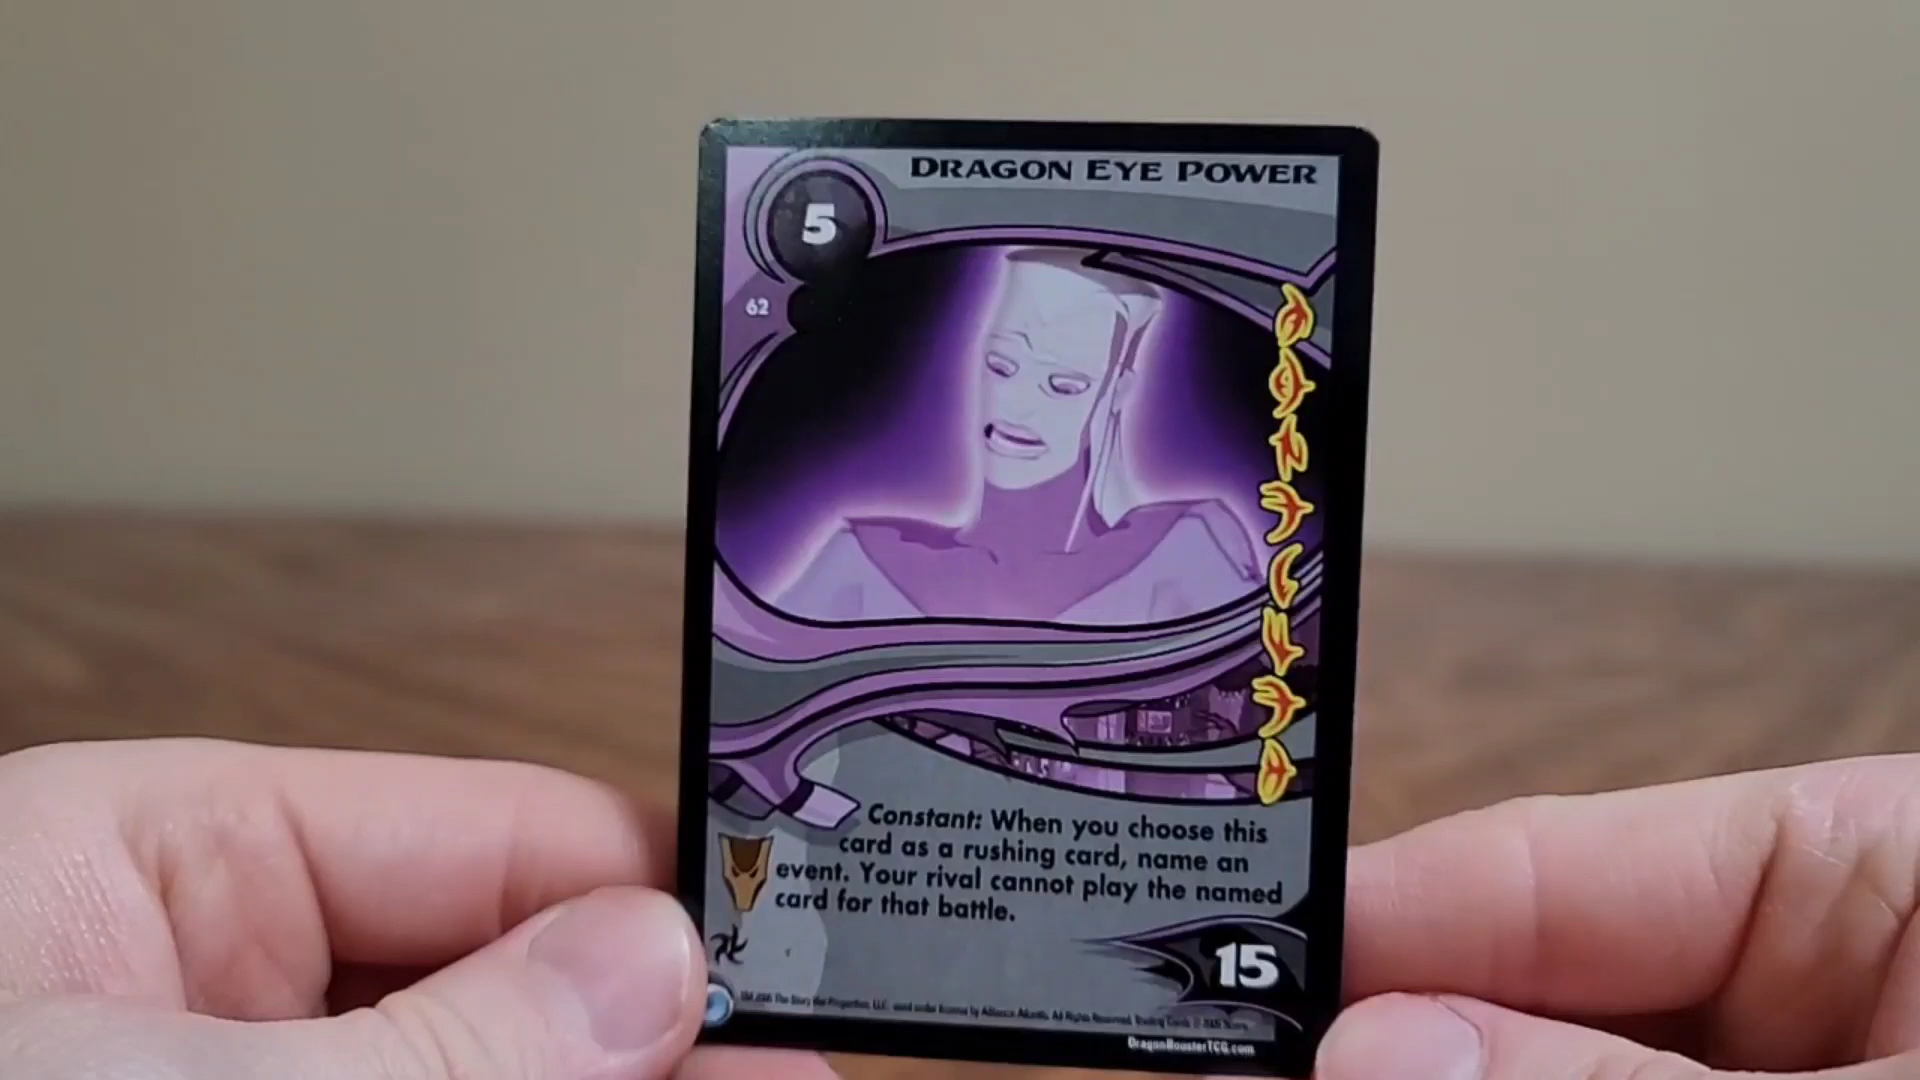 DRAGON EYE POWER
5
62
Constant: When you choose this
card as a rushing card, name an
event. Your rival cannot play the named
card for that battle.
15
DragonBoosterTCG.com